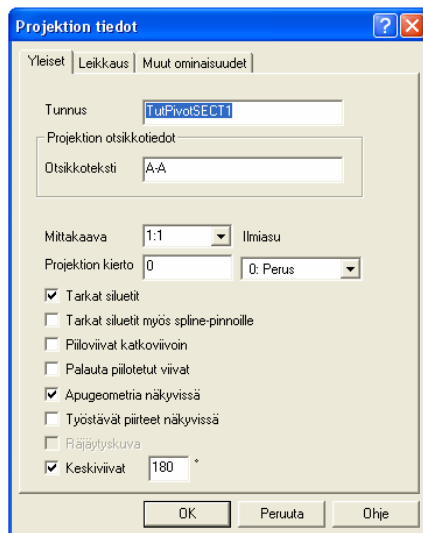 Projektion tiedot
Yleiset Leikkaus Muut ominaisuudet
Tunnus TutPivotSECT1
Projektion otsikkotiedot
Otsikkoteksti A-A
Mittakaava 1:1 Ilmiasu
Projektion kierto 0 0: Perus
Tarkat siluetit
Tarkat siluetit myös spline-pinnoille
Piiloviivat katkoviivoin
Palauta piilotetut viivat
Apugeometria näkyvissä
Työstävät piirteet näkyvissä
Räjäytyskuva
Keskiviivat 180 °
OK Peruuta Ohje